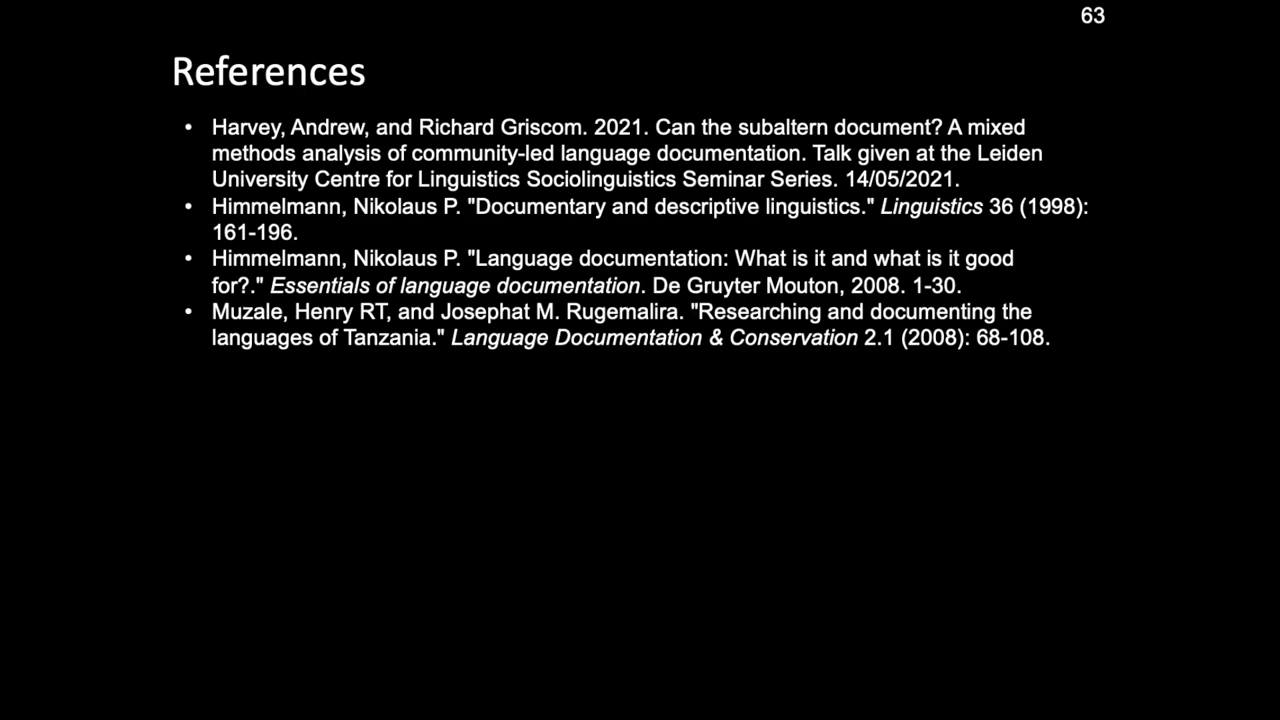 63
References
• Harvey, Andrew, and Richard Griscom. 2021. Can the subaltern document? A mixed
methods analysis of community-led language documentation. Talk given at the Leiden
University Centre for Linguistics Sociolinguistics Seminar Series. 14/05/2021.
• Himmelmann, Nikolaus P. "Documentary and descriptive linguistics." Linguistics 36 (1998):
161-196.
• Himmelmann, Nikolaus P. "Language documentation: What is it and what is it good
for?." Essentials of language documentation. De Gruyter Mouton, 2008. 1-30.
• Muzale, Henry RT, and Josephat M. Rugemalira. "Researching and documenting the
languages of Tanzania." Language Documentation & Conservation 2.1 (2008): 68-108.